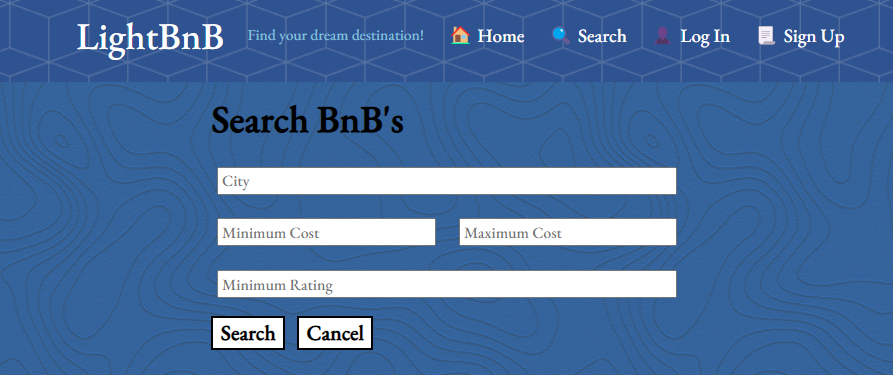 LightBnB Find your dream destination! Home Search Log In Sign Up
Search BnB's
City
Minimum Cost Maximum Cost
Minimum Rating
Search Cancel